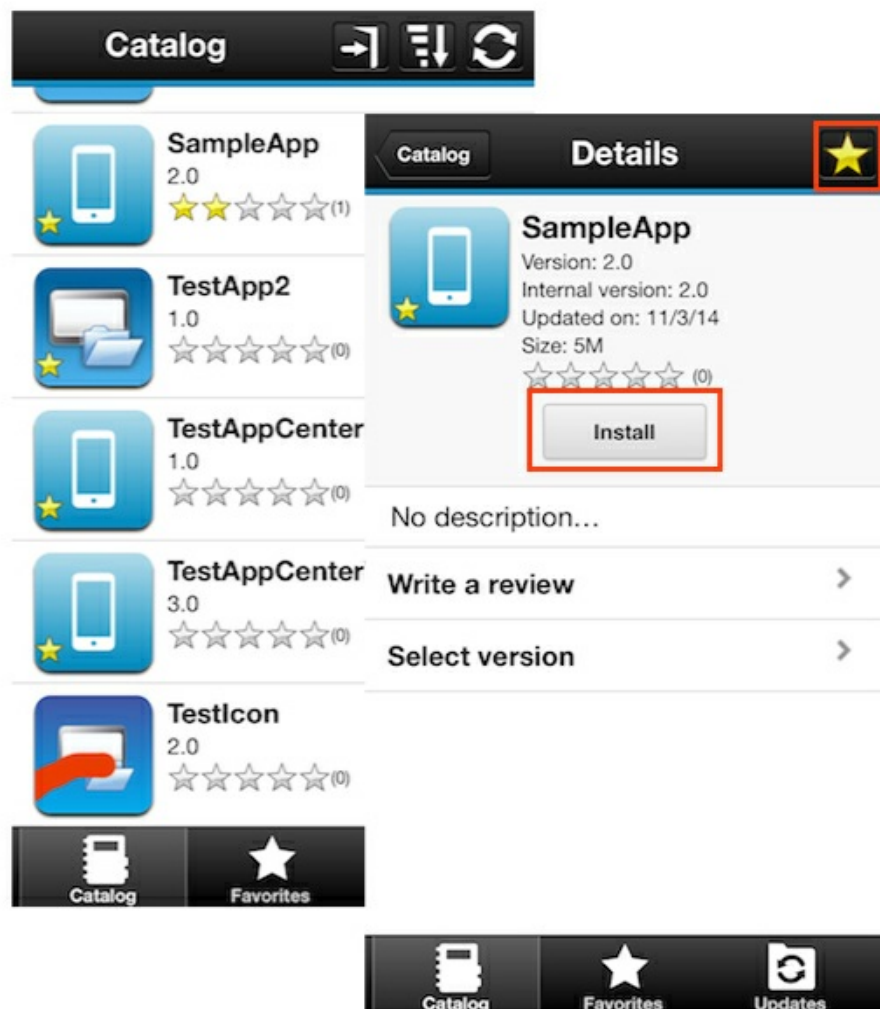 Catalog
SampleApp
2.0
(1)
TestApp2
1.0
(0)
TestAppCenter
1.0
(0)
TestAppCenter
3.0
(0)
TestIcon
2.0
(0)
Catalog
Favorites
Catalog
Details
SampleApp
Version: 2.0
Internal version: 2.0
Updated on: 11/3/14
Size: 5M
(0)
Install
No description...
Write a review
Select version
Catalog
Favorites
Updates